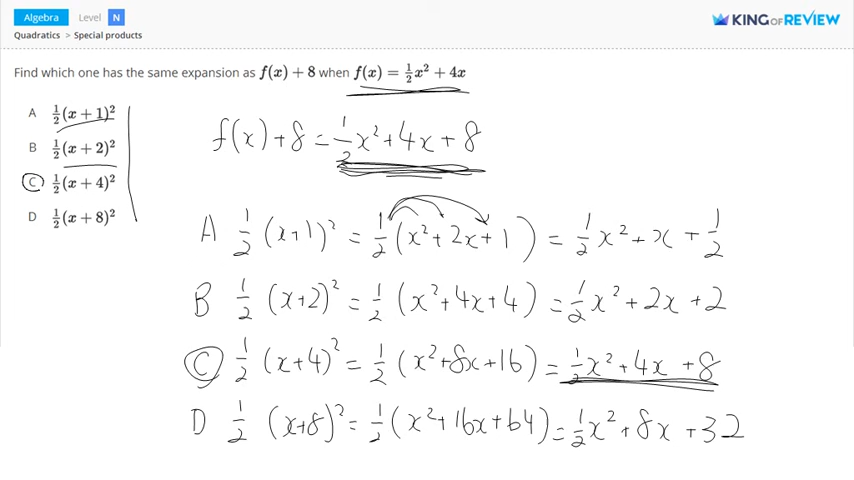 Algebra Level N
KING OF REVIEW
Quadratics > Special products
Find which one has the same expansion as f(x) + 8 when f(x) = 1/2x² + 4x
A 1/2(x + 1)²
B 1/2(x + 2)²
C 1/2(x + 4)²
D 1/2(x + 8)²
f(x)+8 = 1/2x²+4x+8
A 1/2(x+1)² = 1/2(x²+2x+1) = 1/2x²+x+1/2
B 1/2(x+2)² = 1/2(x²+4x+4) = 1/2x²+2x+2
C 1/2(x+4)² = 1/2(x²+8x+16) = 1/2x²+4x+8
D 1/2(x+8)² = 1/2(x²+16x+64) = 1/2x²+8x+32